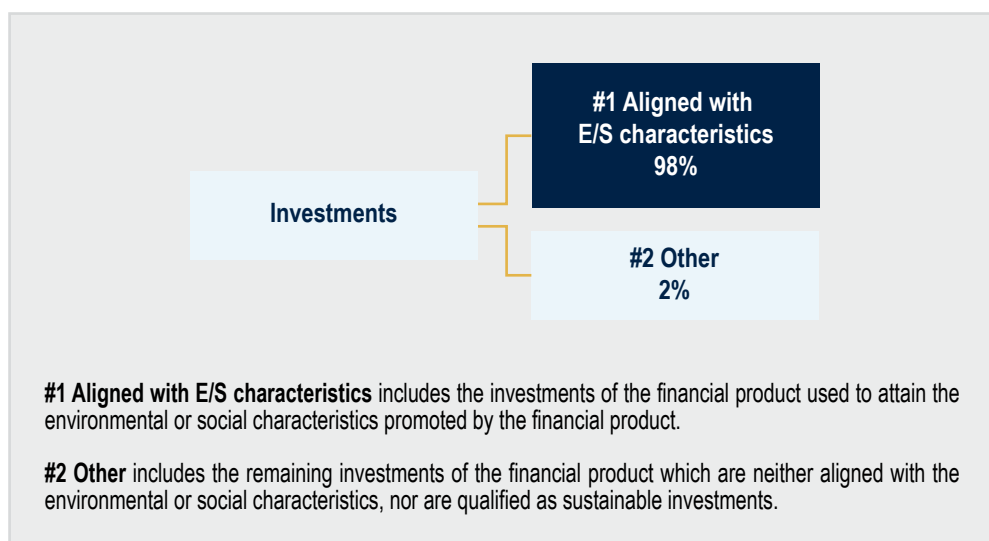 #1 Aligned with
E/S characteristics
98%
Investments
#2 Other
2%
#1 Aligned with E/S characteristics includes the investments of the financial product used to attain the
environmental or social characteristics promoted by the financial product.
#2 Other includes the remaining investments of the financial product which are neither aligned with the
environmental or social characteristics, nor are qualified as sustainable investments.